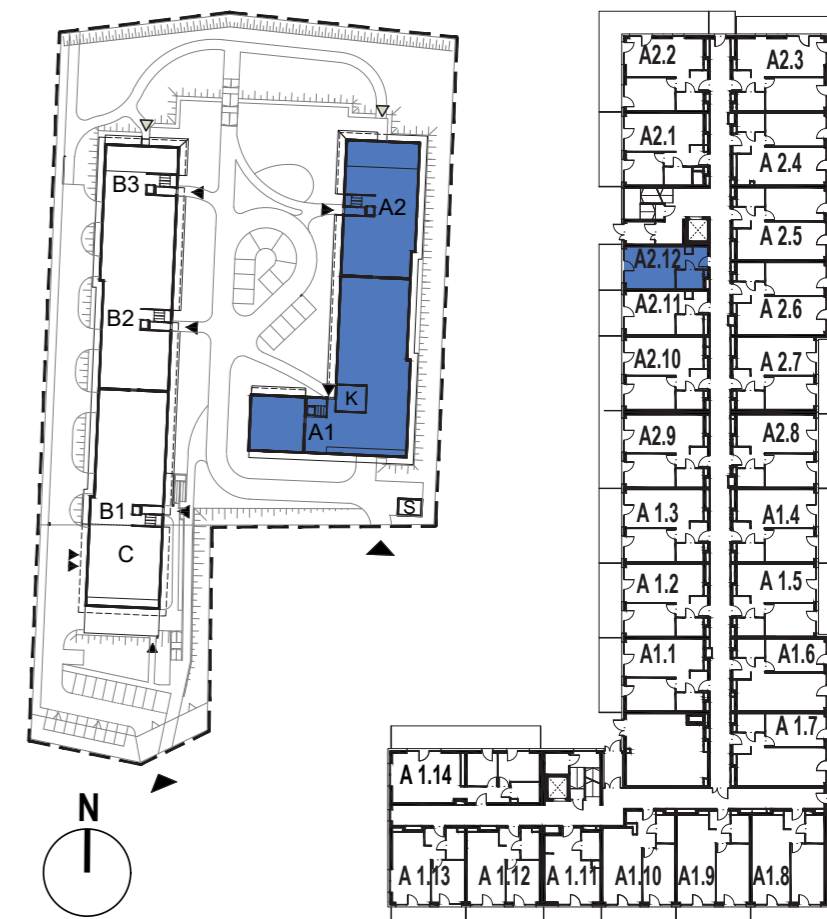 B3
A2
B2
K
A1
B1
S
C
N
A2.2
A2.3
A2.1
A 2.4
A 2.5
A2.12
A2.11
A 2.6
A2.10
A 2.7
A2.9
A2.8
A 1.3
A1.4
A 1.2
A 1.5
A1.1
A1.6
A 1.7
A 1.14
A 1.13
A 1.12
A 1.11
A1.10
A1.9
A1.8